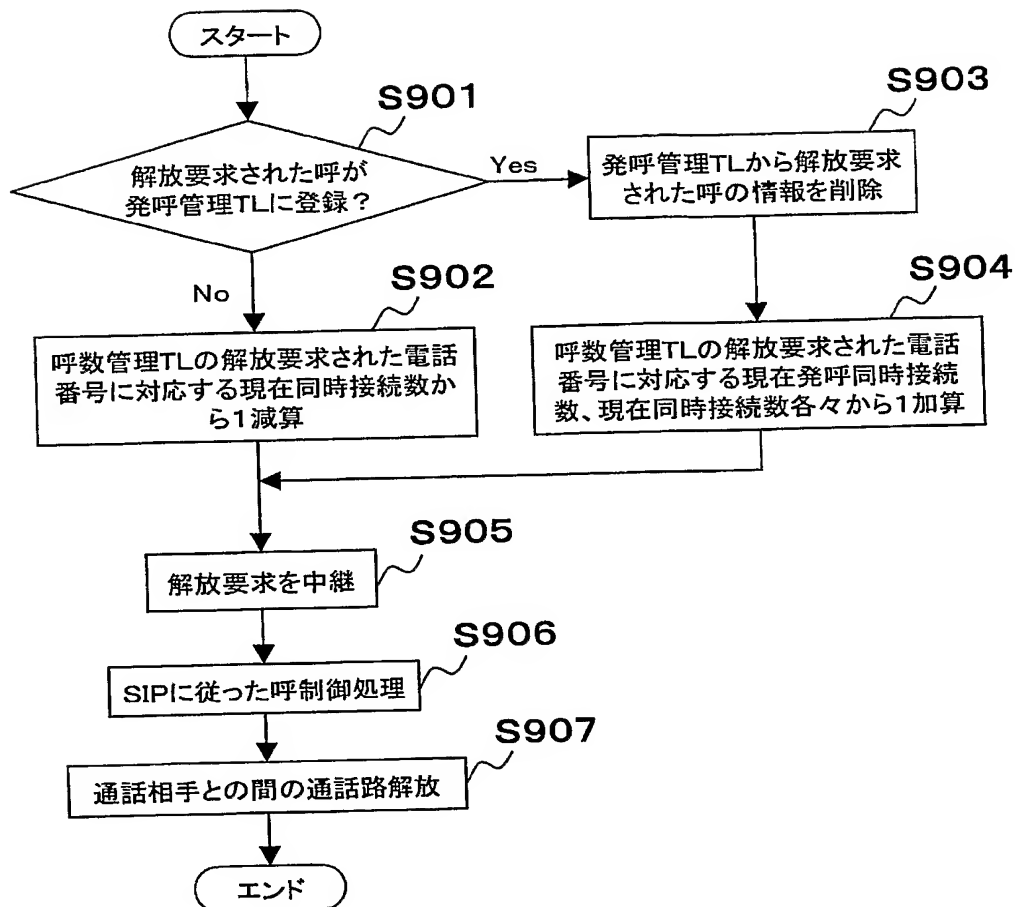 スタート
S901
解放要求された呼が
発呼管理TLに登録？
Yes
No
S903
発呼管理TLから解放要求
された呼の情報を削除
S902
呼数管理TLの解放要求された電話
番号に対応する現在同時接続数か
ら1減算
S904
呼数管理TLの解放要求された電話
番号に対応する現在発呼同時接続
数、現在同時接続数各々から1加算
S905
解放要求を中継
S906
SIPに従った呼制御処理
S907
通話相手との間の通話路解放
エンド